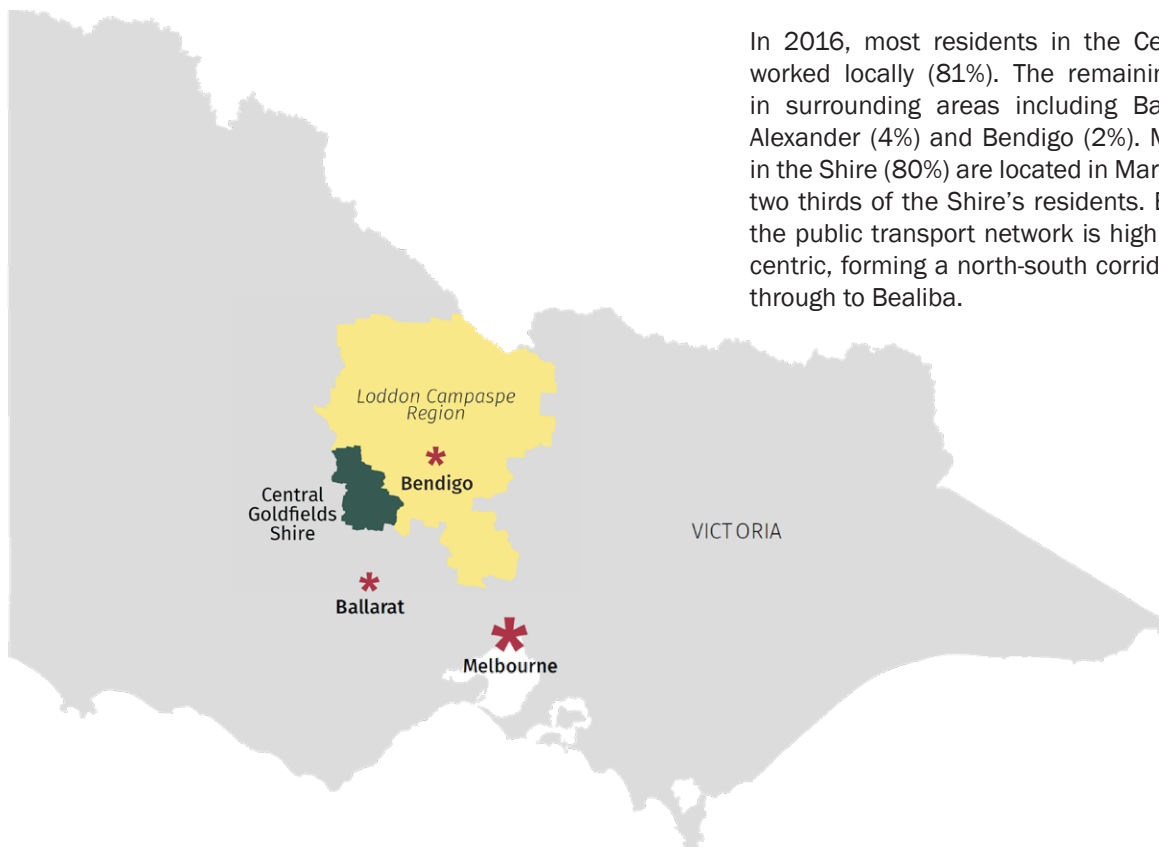 In 2016, most residents in the Ce
worked locally (81%). The remainin
in surrounding areas including Ba
Alexander (4%) and Bendigo (2%). M
in the Shire (80%) are located in Mar
two thirds of the Shire's residents. E
the public transport network is high
centric, forming a north-south corrid
through to Bealiba.
Loddon Campaspe
Region
Bendigo
Central
Goldfields
Shire
VICTORIA
Ballarat
Melbourne